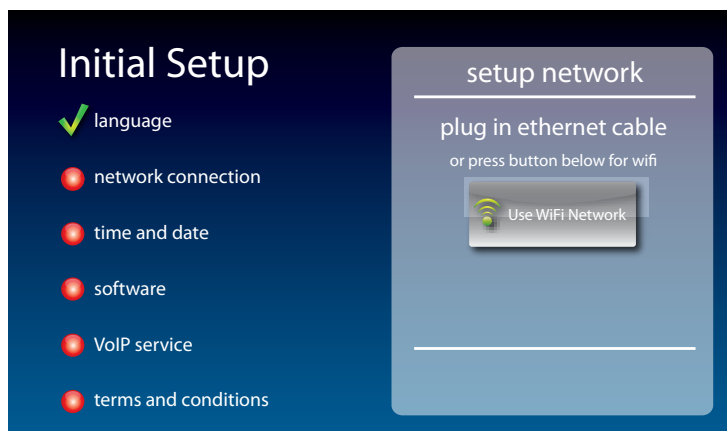 Initial Setup
language
network connection
time and date
software
VoIP service
terms and conditions
setup network
plug in ethernet cable
or press button below for wifi
Use WiFi Network